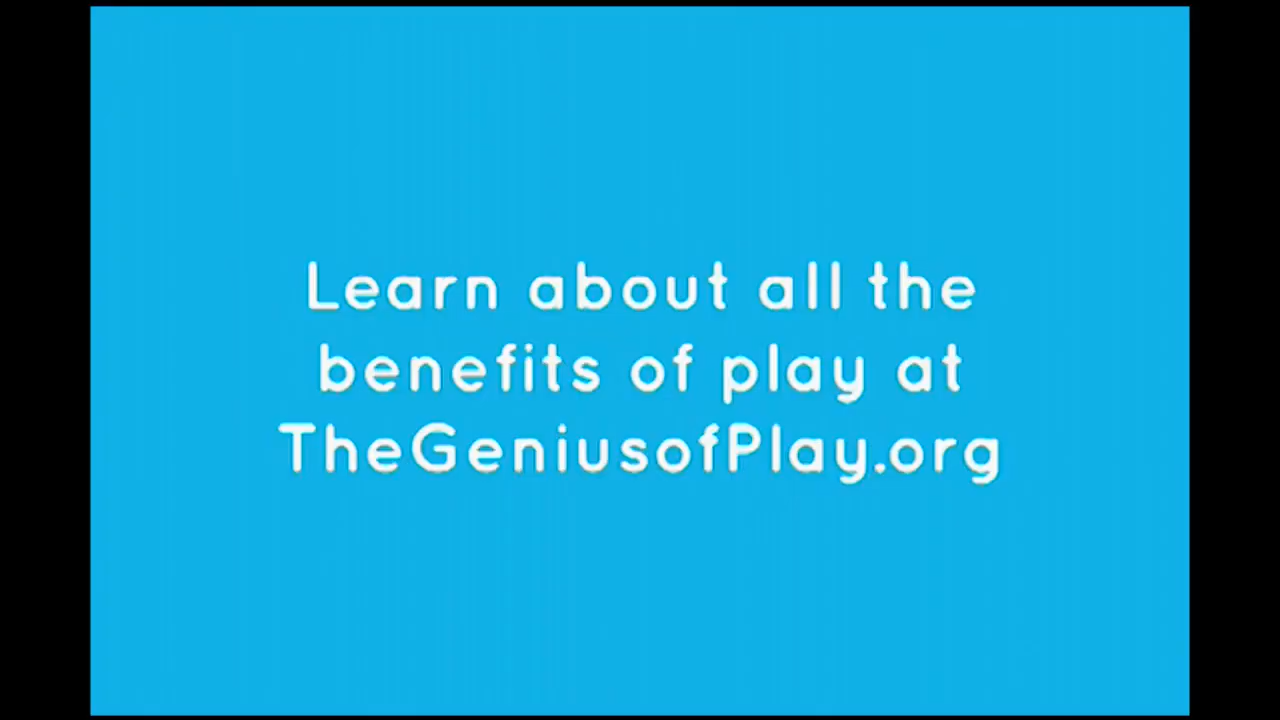 Learn about all the
benefits of play at
TheGeniusofPlay.org